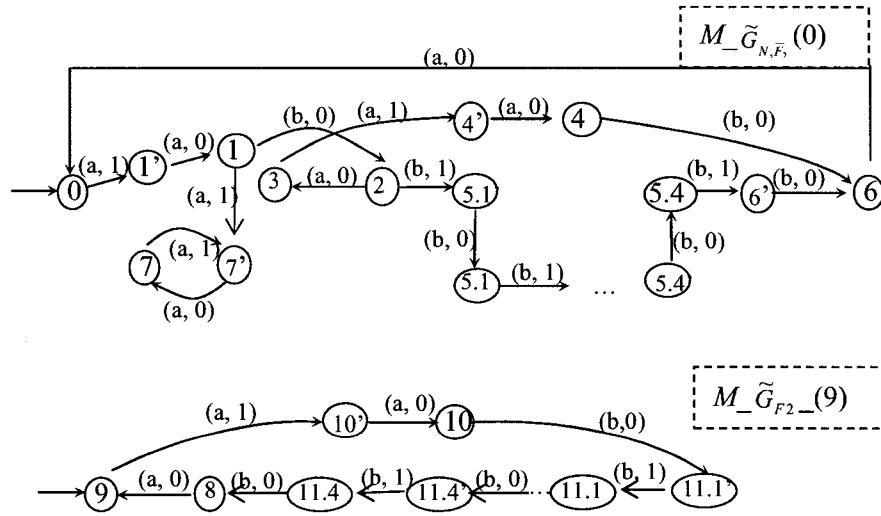 M_G̃_{N,F̅_7}(0)
(a, 0)
(b, 0) (a, 1) 4' (a, 0) 4 (b, 0)
0 (a, 1) 1' (a, 0) 1 3 (a, 0) 2 (b, 1) 5.1 5.4 (b, 1) 6' (b, 0) 6
(a, 1)
7 (a, 1) 7' (b, 0) (b, 0)
(a, 0) 5.1 (b, 1) ... 5.4
M_G̃_{F2}_(9)
(a, 1) 10' (a, 0) 10 (b,0)
9 (a, 0) 8 (b, 0) 11.4 (b, 1) 11.4' (b, 0) ... 11.1 (b, 1) 11.1'